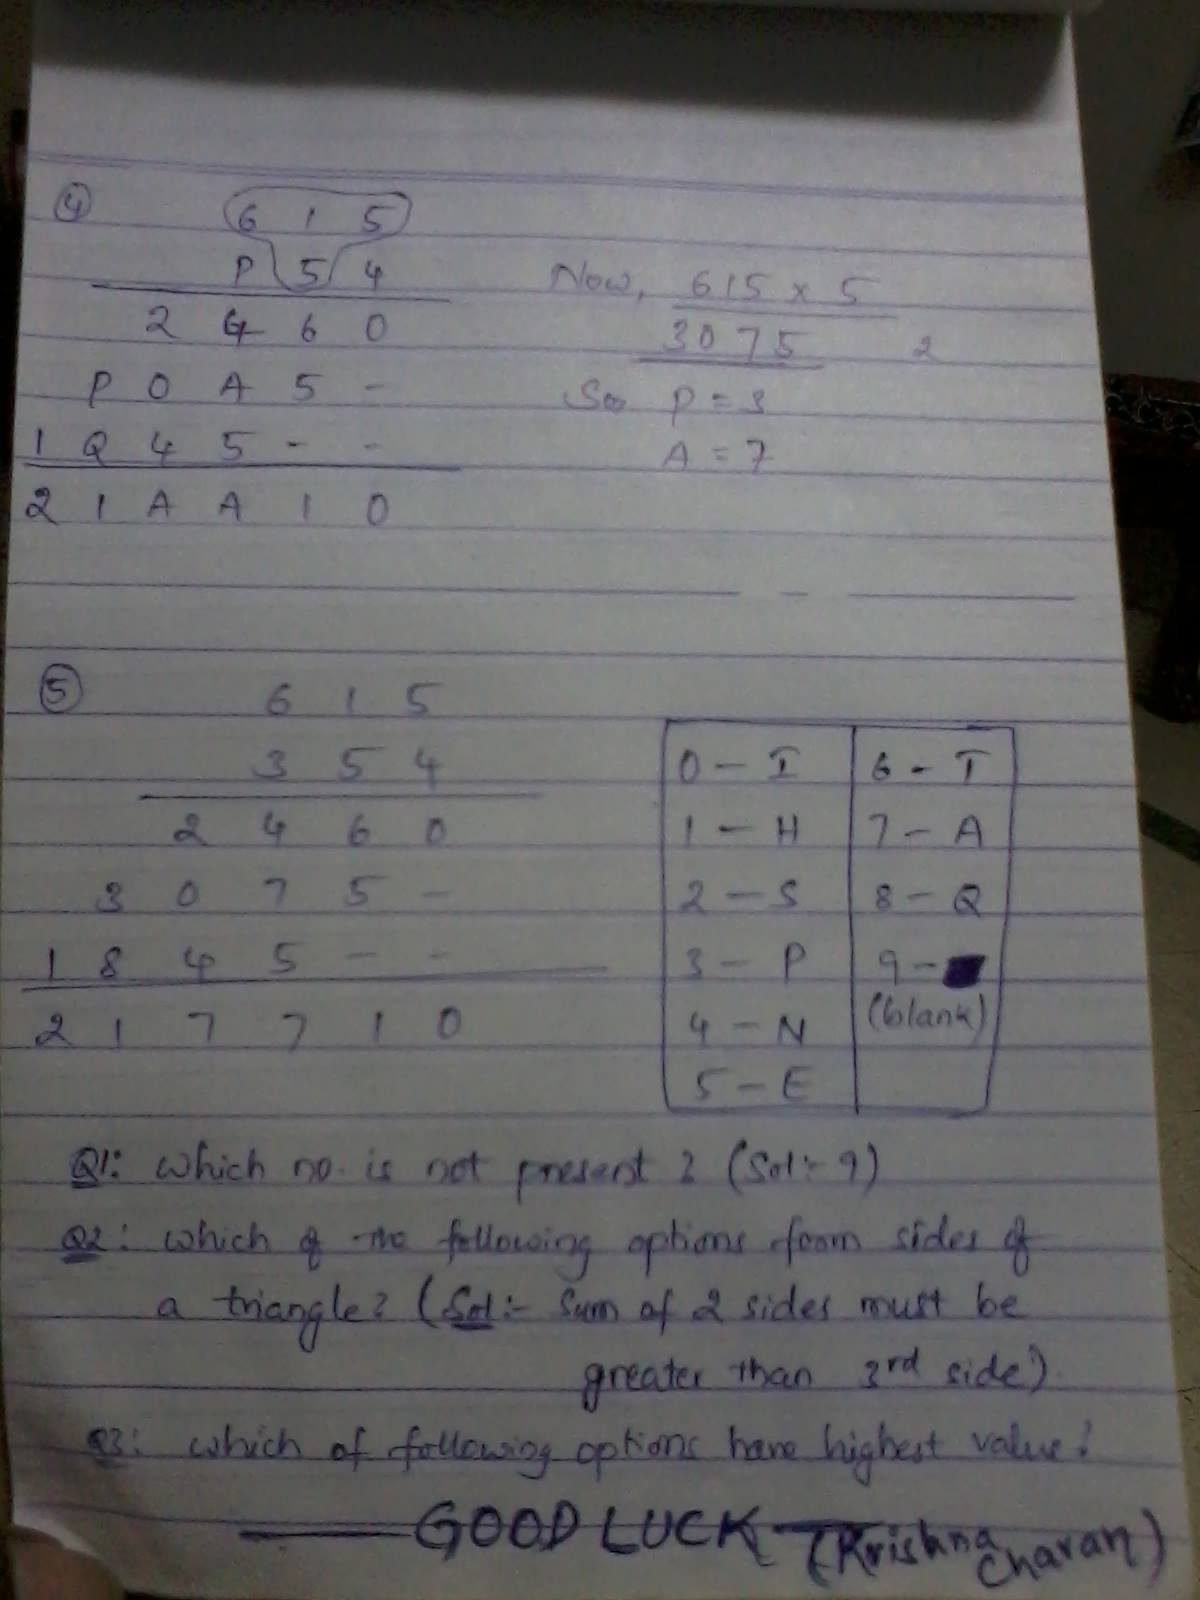 ④ 6 1 5
P 5 4
2 4 6 0
P 0 A 5 -
1 Q 4 5 - -
2 1 A A 1 0
Now, 615 x 5
3075 2
So P = 3
A = 7
⑤ 6 1 5
3 5 4
2 4 6 0
3 0 7 5 -
1 8 4 5 - -
2 1 7 7 1 0
0 - I 6 - T
1 - H 7 - A
2 - S 8 - Q
3 - P 9 -
4 - N (blank)
5 - E
Q1: which no. is not present? (Sol:- 9)
Q2: which of the following options form sides of
a triangle? (Sol:- Sum of 2 sides must be
greater than 3rd side)
Q3: which of following options have highest value?
GOOD LUCK (Krishna Charan)